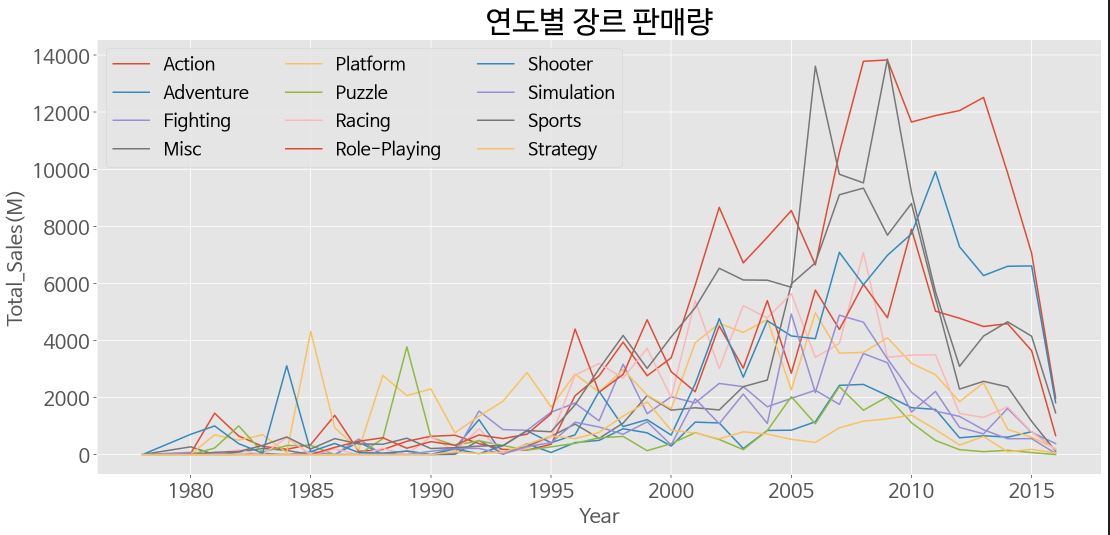 연도별 장르 판매량
Total_Sales(M)
14000
12000
10000
8000
6000
4000
2000
0
Action
Adventure
Fighting
Misc
Platform
Puzzle
Racing
Role-Playing
Shooter
Simulation
Sports
Strategy
1980 1985 1990 1995 2000 2005 2010 2015
Year